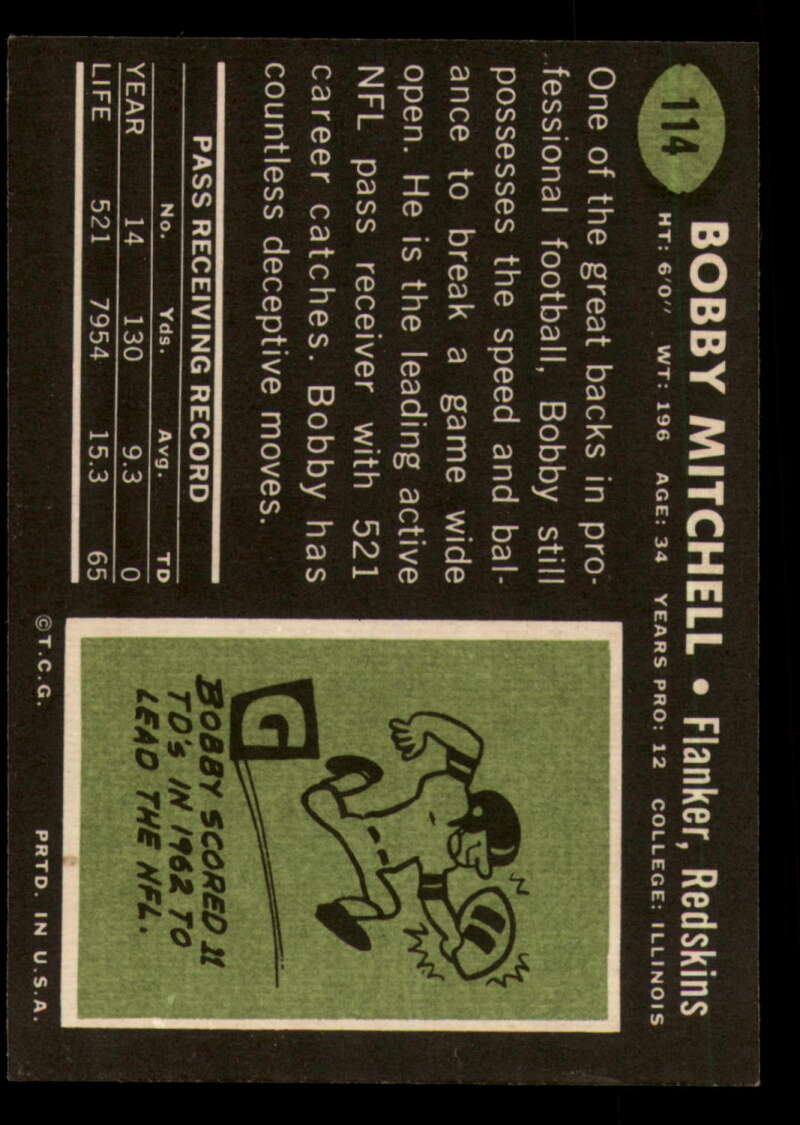 114
BOBBY MITCHELL • Flanker, Redskins
HT: 6'0" WT: 196 AGE: 34 YEARS PRO: 12 COLLEGE: ILLINOIS
One of the great backs in pro-
fessional football, Bobby still
possesses the speed and bal-
ance to break a game wide
open. He is the leading active
NFL pass receiver with 521
career catches. Bobby has
countless deceptive moves.
PASS RECEIVING RECORD
No. Yds. Avg. TD
YEAR 14 130 9.3 0
LIFE 521 7954 15.3 65
G
BOBBY SCORED 11
TD'S IN 1962 TO
LEAD THE NFL.
©T.C.G. PRTD. IN U.S.A.